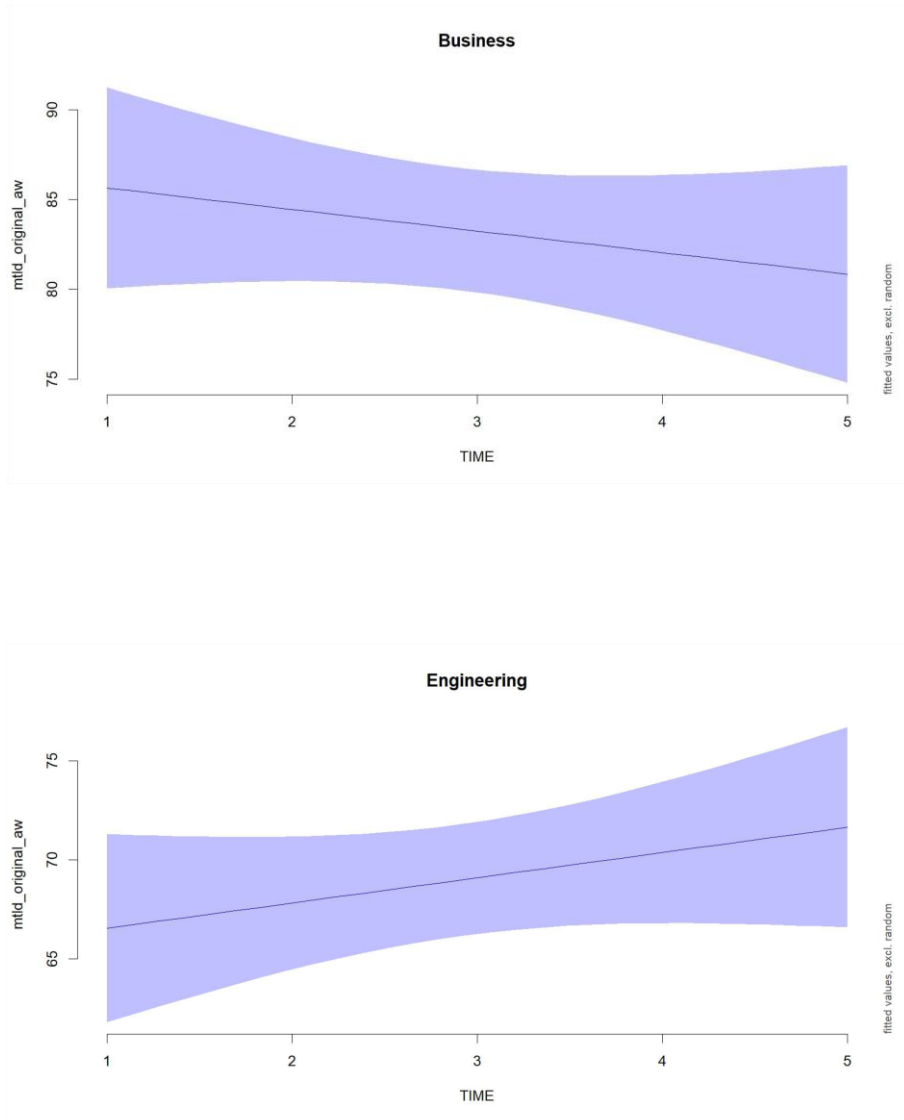 Business
mtld_original_aw
90
85
80
75
1 2 3 4 5
TIME
fitted values, excl. random
Engineering
mtld_original_aw
75
70
65
1 2 3 4 5
TIME
fitted values, excl. random